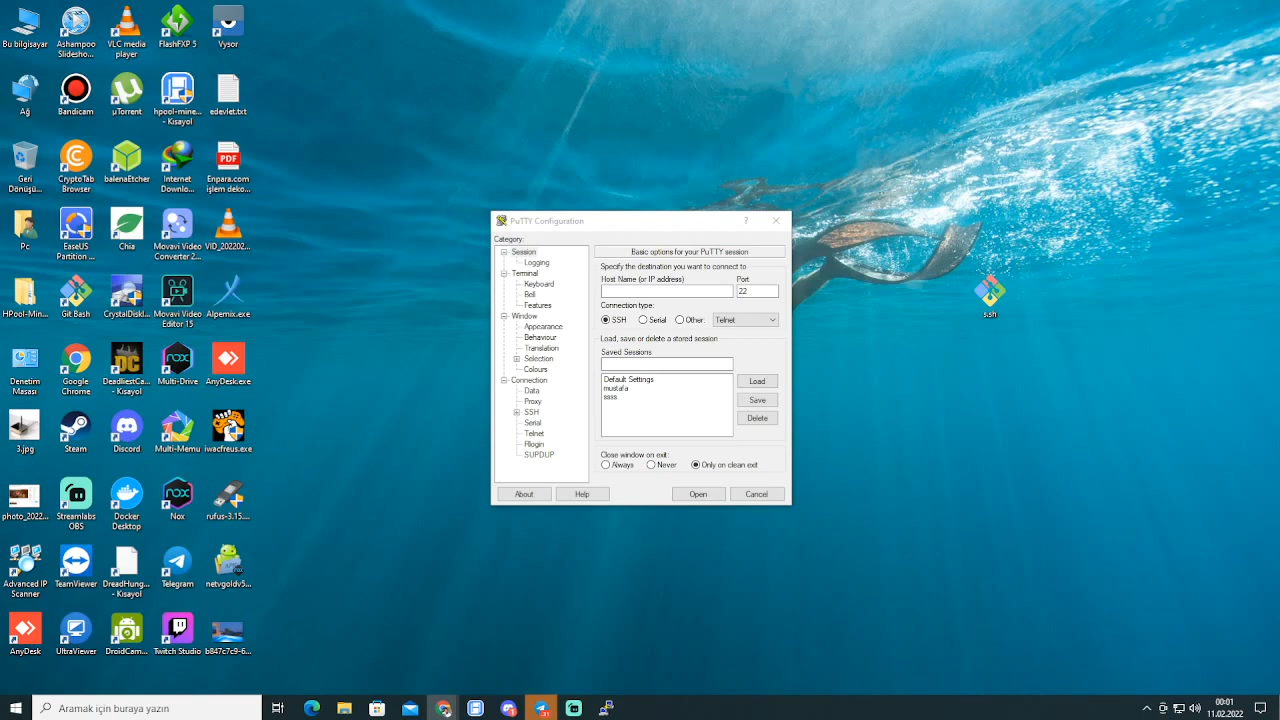 Bu bilgisayar
Ashampoo
Slidesho...
VLC media
player
FlashFXP 5
Vysor
Ağ
Bandicam
µTorrent
hpool-mine...
- Kısayol
edevlet.txt
Geri
Dönüşü...
CryptoTab
Browser
balenaEtcher
Internet
Downlo...
PDF
Enpara.com
işlem deko...
Pc
EaseUS
Partition ...
Chia
Movavi Video
Converter 2...
VID_202202...
HPool-Min...
Git Bash
CrystalDiskI...
Movavi Video
Editor 15
Alpemix.exe
Denetim
Masası
Google
Chrome
DC
DeadliestCa...
- Kısayol
Multi-Drive
AnyDesk.exe
3.jpg
Steam
Discord
Multi-Memu
iwacfreus.exe
photo_2022...
Streamlabs
OBS
Docker
Desktop
nox
Nox
rufus-3.15....
Advanced IP
Scanner
TeamViewer
DreadHung...
- Kısayol
Telegram
netvgoldv5...
AnyDesk
UltraViewer
DroidCam...
Twitch Studio
b847c7c9-6...
s.sh
PuTTY Configuration
?
Category:
Session
Logging
Terminal
Keyboard
Bell
Features
Window
Appearance
Behaviour
Translation
Selection
Colours
Connection
Data
Proxy
SSH
Serial
Telnet
Rlogin
SUPDUP
Basic options for your PuTTY session
Specify the destination you want to connect to
Host Name (or IP address) Port
22
Connection type:
SSH Serial Other: Telnet
Load, save or delete a stored session
Saved Sessions
Default Settings
mustafa
ssss
Load
Save
Delete
Close window on exit:
Always Never Only on clean exit
About Help Open Cancel
Aramak için buraya yazın
00:01
11.02.2022